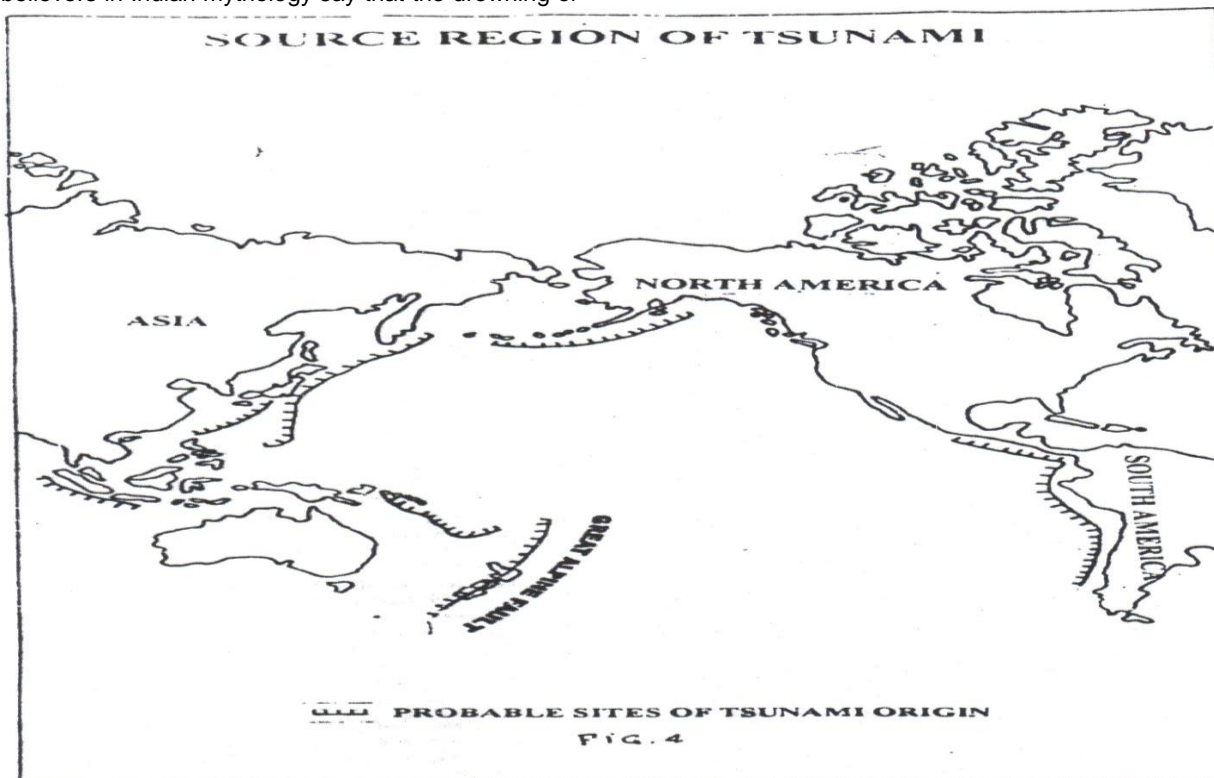 believers in Indian mythology say that the drowning of
SOURCE REGION OF TSUNAMI
NORTH AMERICA
ASIA
SOUTH AMERICA
GREAT ALPINE FAULT
PROBABLE SITES OF TSUNAMI ORIGIN
FIG. 4